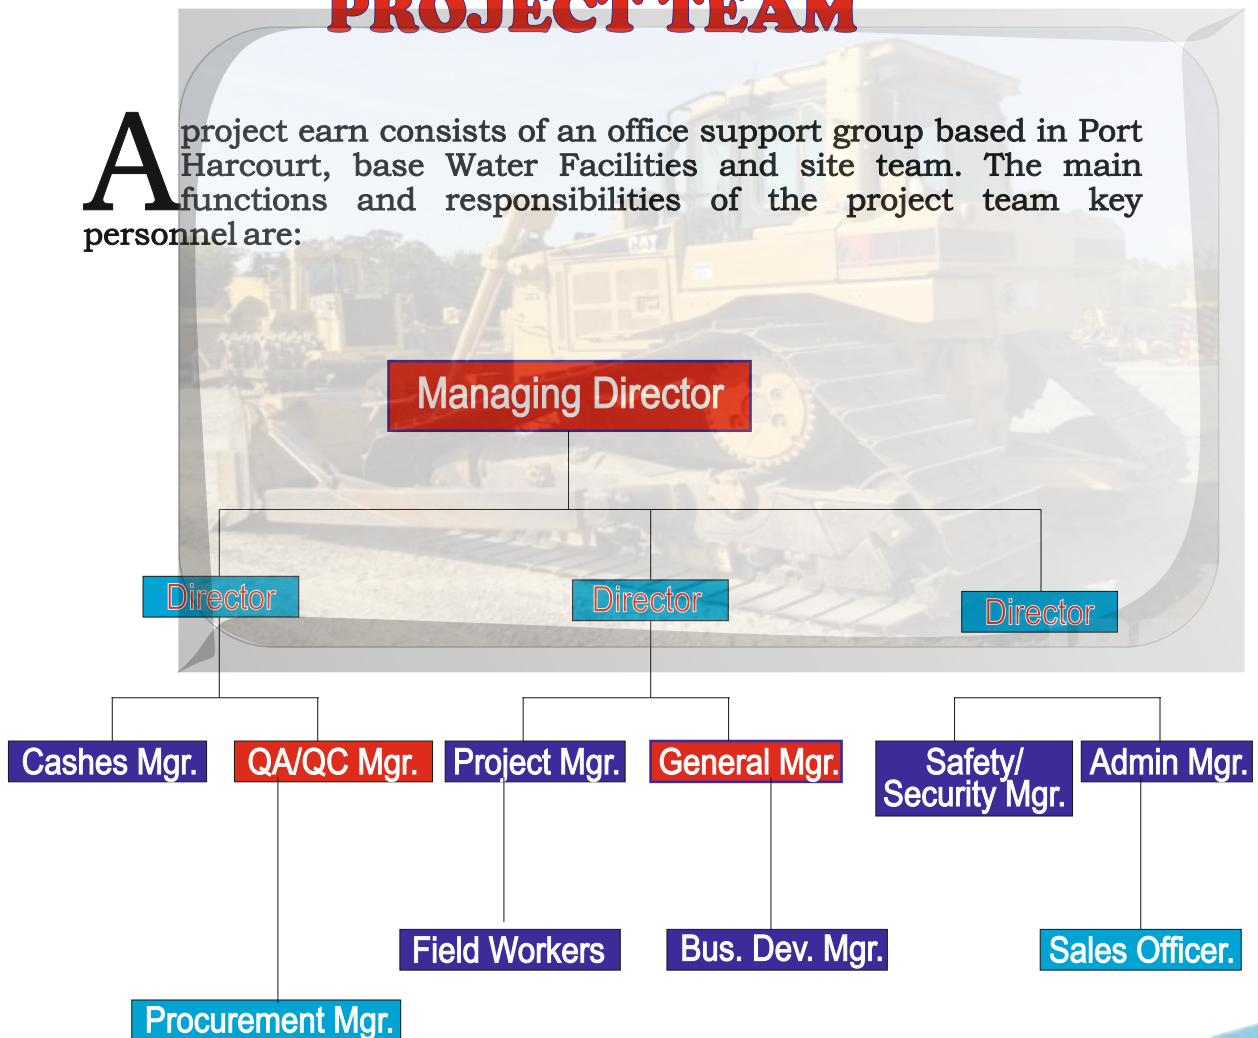 PROJECT TEAM
A project earn consists of an office support group based in Port
Harcourt, base Water Facilities and site team. The main
functions and responsibilities of the project team key
personnel are:
CAT
Managing Director
Director
Director
Director
Cashes Mgr.
QA/QC Mgr.
Project Mgr.
General Mgr.
Safety/
Security Mgr.
Admin Mgr.
Field Workers
Bus. Dev. Mgr.
Sales Officer.
Procurement Mgr.